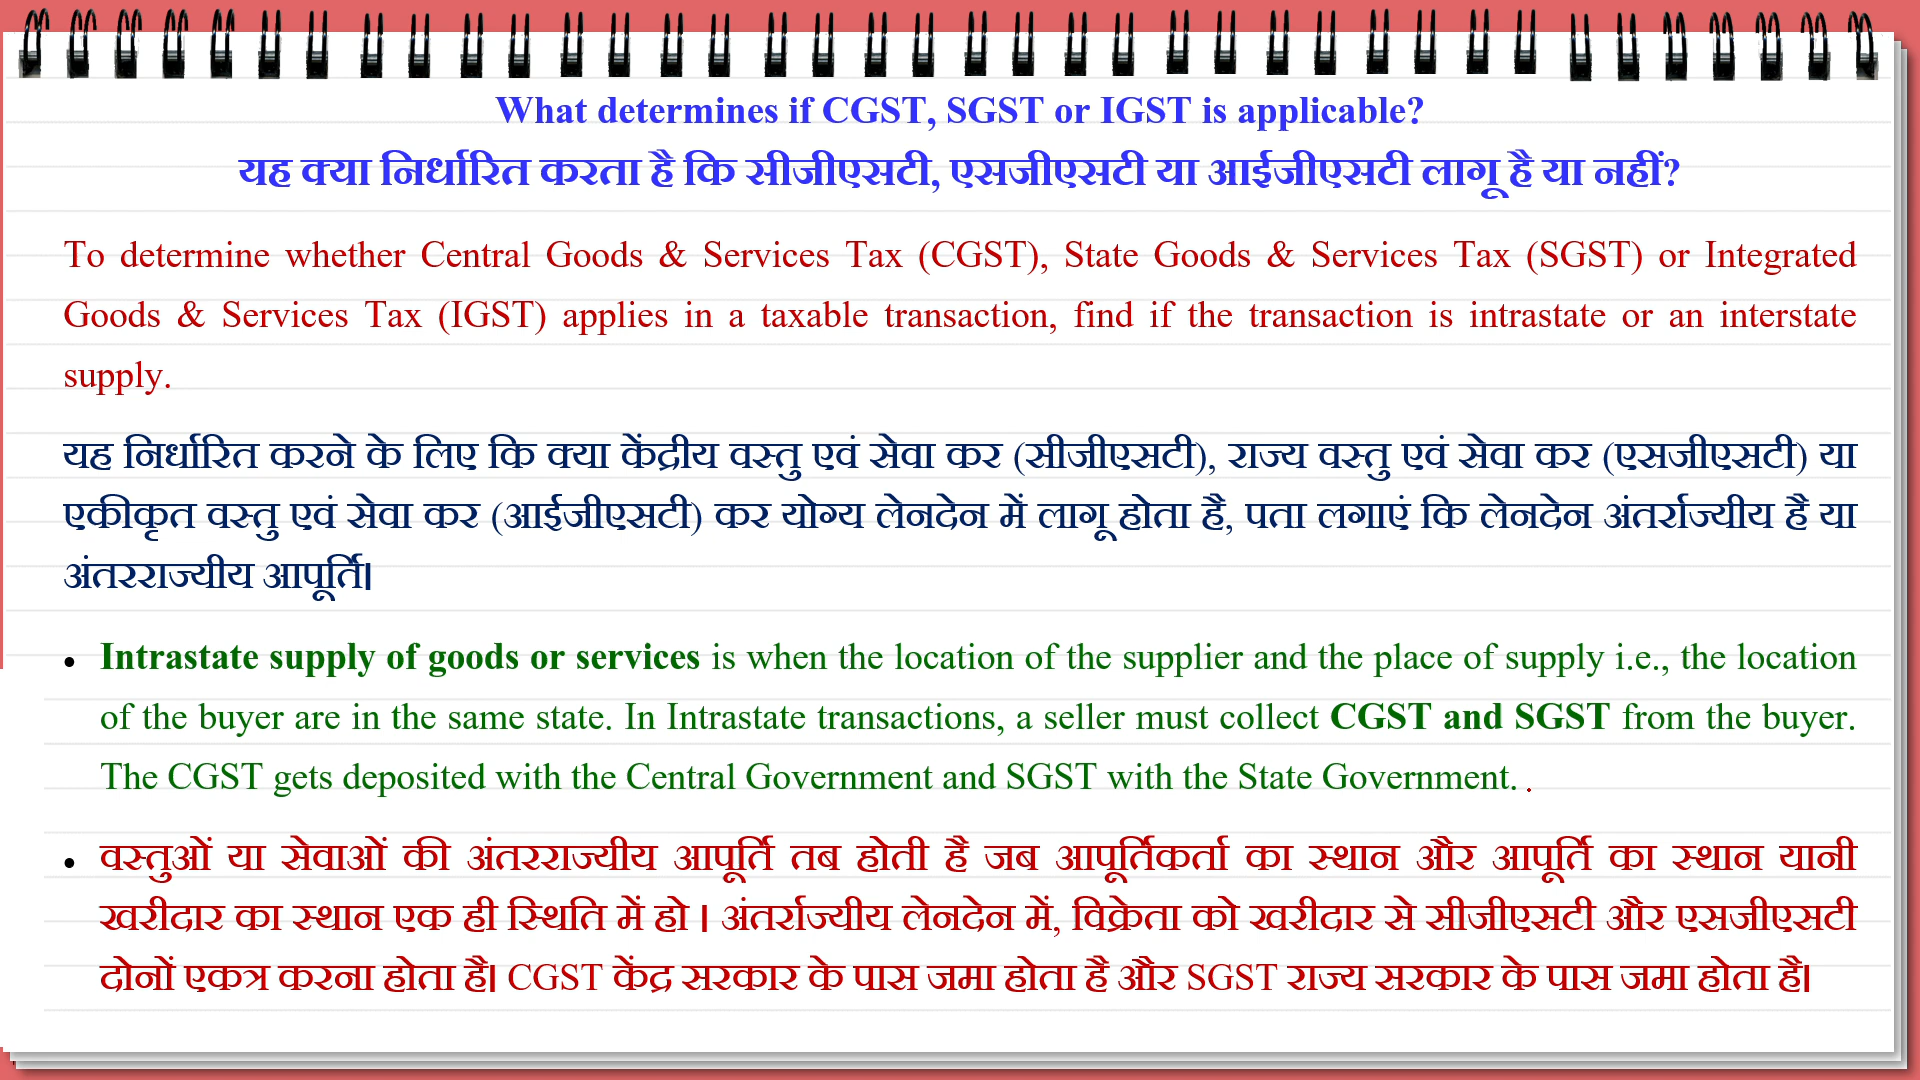 What determines if CGST, SGST or IGST is applicable?
यह क्या निर्धारित करता है कि सीजीएसटी, एसजीएसटी या आईजीएसटी लागू है या नहीं?
To determine whether Central Goods & Services Tax (CGST), State Goods & Services Tax (SGST) or Integrated
Goods & Services Tax (IGST) applies in a taxable transaction, find if the transaction is intrastate or an interstate
supply.
यह निर्धारित करने के लिए कि क्या केंद्रीय वस्तु एवं सेवा कर (सीजीएसटी), राज्य वस्तु एवं सेवा कर (एसजीएसटी) या
एकीकृत वस्तु एवं सेवा कर (आईजीएसटी) कर योग्य लेनदेन में लागू होता है, पता लगाएं कि लेनदेन अंतर्राज्यीय है या
अंतरराज्यीय आपूर्ति।
• Intrastate supply of goods or services is when the location of the supplier and the place of supply i.e., the location
of the buyer are in the same state. In Intrastate transactions, a seller must collect CGST and SGST from the buyer.
The CGST gets deposited with the Central Government and SGST with the State Government. .
• वस्तुओं या सेवाओं की अंतरराज्यीय आपूर्ति तब होती है जब आपूर्तिकर्ता का स्थान और आपूर्ति का स्थान यानी
खरीदार का स्थान एक ही स्थिति में हो । अंतर्राज्यीय लेनदेन में, विक्रेता को खरीदार से सीजीएसटी और एसजीएसटी
दोनों एकत्र करना होता है। CGST केंद्र सरकार के पास जमा होता है और SGST राज्य सरकार के पास जमा होता है।